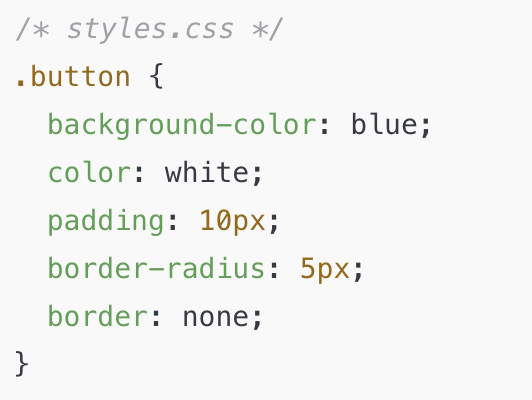 /* styles.css */
.button {
  background-color: blue;
  color: white;
  padding: 10px;
  border-radius: 5px;
  border: none;
}